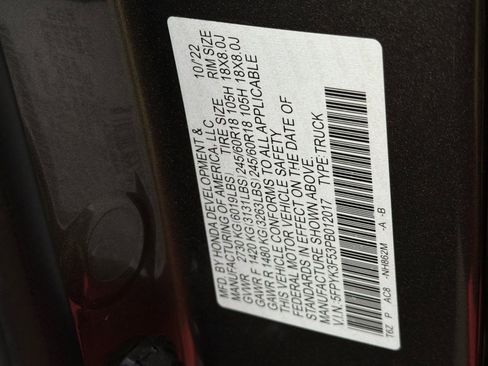 MFD. BY HONDA DEVELOPMENT & 10/22
MANUFACTURING OF AMERICA, LLC
TIRE SIZE RIM SIZE
GVWR 2730KG(6019LBS)
GAWR F 1420KG(3131LBS) 245/60R18 105H 18X8.0J
GAWR R 1480KG(3263LBS) 245/60R18 105H 18X8.0J
THIS VEHICLE CONFORMS TO ALL APPLICABLE
FEDERAL MOTOR VEHICLE SAFETY
STANDARDS IN EFFECT ON THE DATE OF
MANUFACTURE SHOWN ABOVE.
V.I.N.:5FPYK3F53PB012017 TYPE:TRUCK
T6Z P AC8 -NH862M -A -B